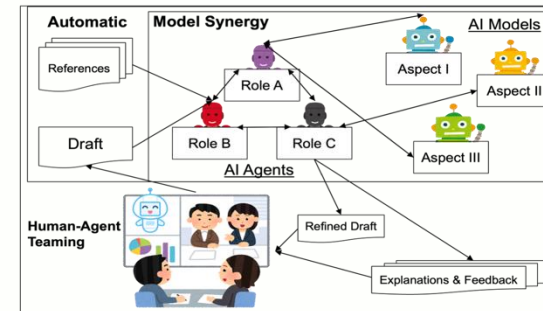 Automatic
Model Synergy
AI Models
References
Role A
Aspect I
Aspect II
Draft
Role B
Role C
Aspect III
AI Agents
Human-Agent
Teaming
Refined Draft
Explanations & Feedback